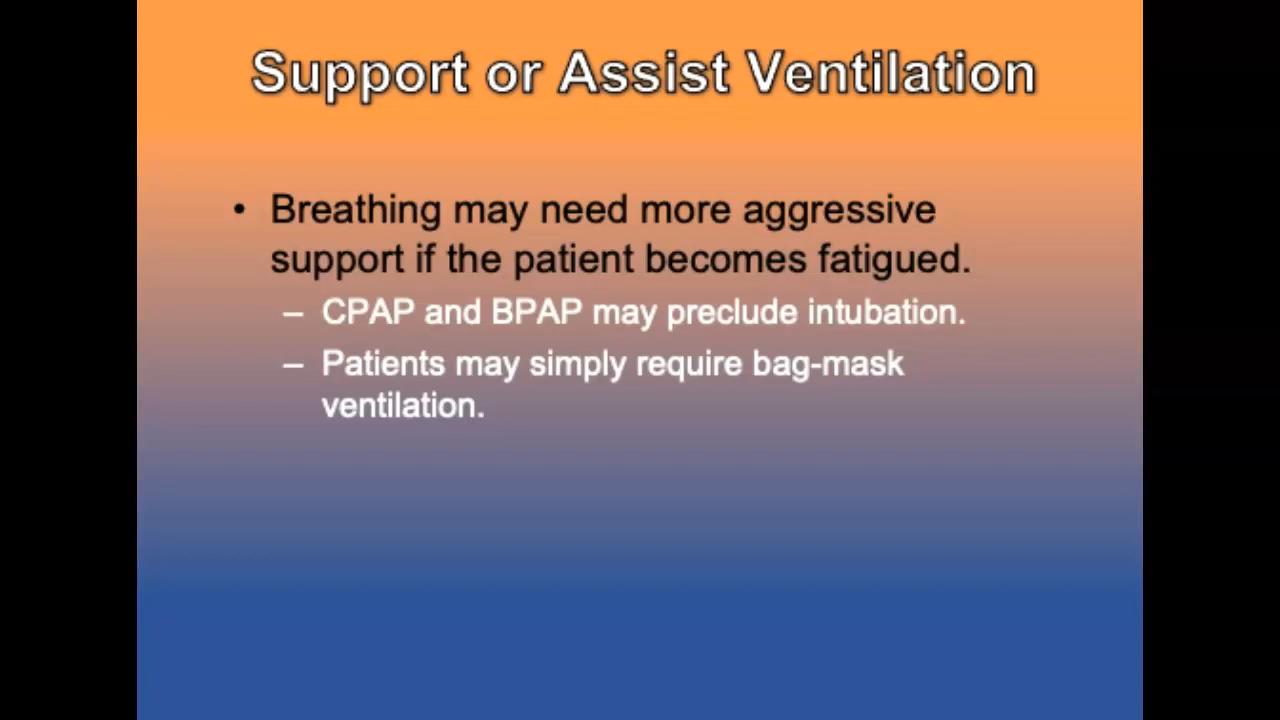 Support or Assist Ventilation
• Breathing may need more aggressive
support if the patient becomes fatigued.
– CPAP and BPAP may preclude intubation.
– Patients may simply require bag-mask
ventilation.